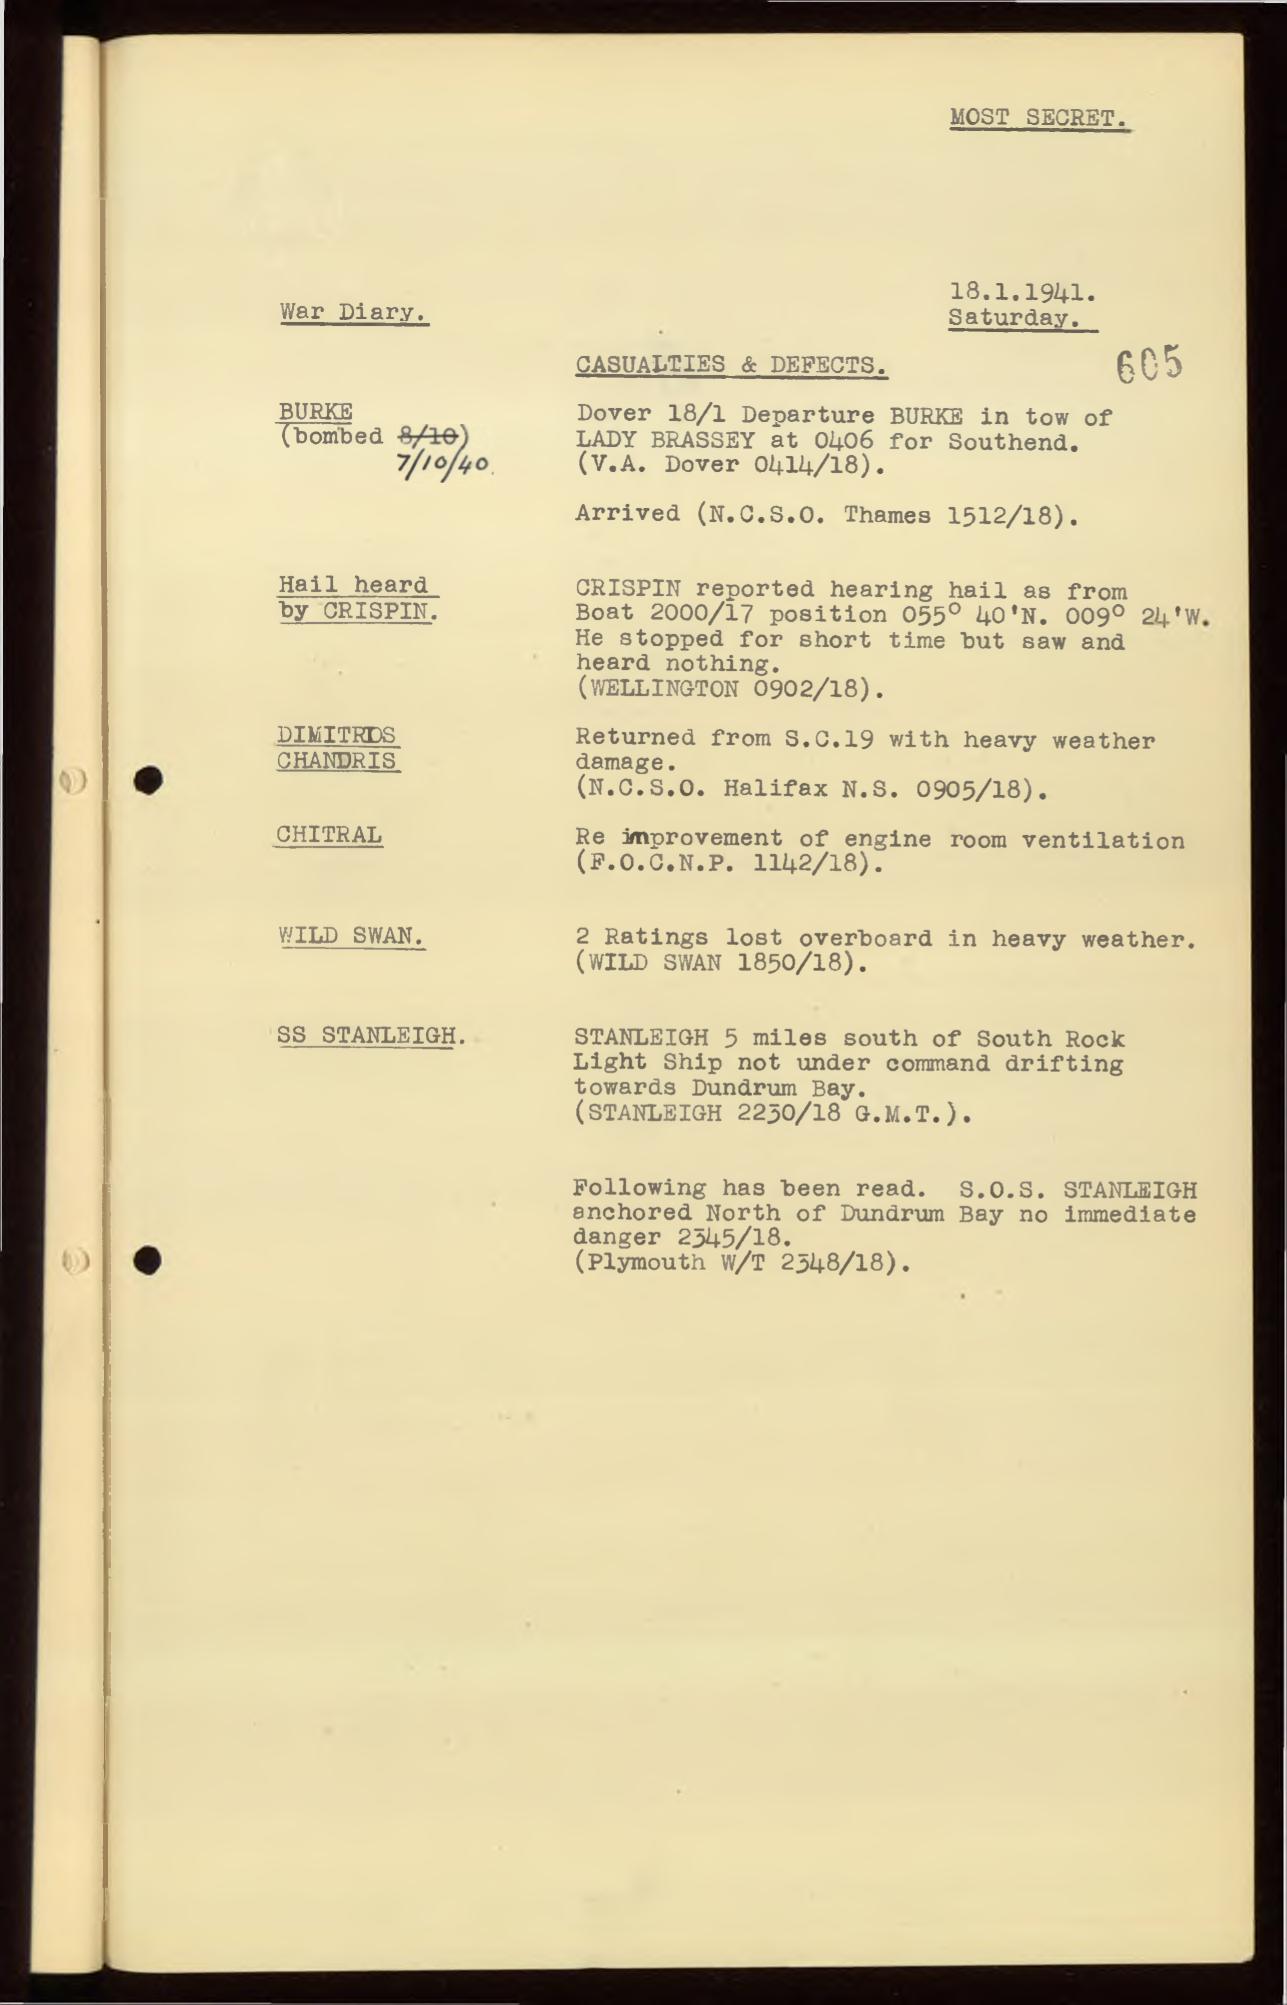 MOST SECRET.
18.1.1941.
War Diary.
Saturday.
CASUALTIES & DEFECTS.
605
BURKE
(bombed 8/10)
7/10/40.
Dover 18/1 Departure BURKE in tow of
LADY BRASSEY at 0406 for Southend.
(V.A. Dover 0414/18).
Arrived (N.C.S.O. Thames 1512/18).
Hail heard
by CRISPIN.
CRISPIN reported hearing hail as from
Boat 2000/17 position 055° 40'N. 009° 24'W.
He stopped for short time but saw and
heard nothing.
(WELLINGTON 0902/18).
DIMITRIOS
CHANDRIS
Returned from S.C.19 with heavy weather
damage.
(N.C.S.O. Halifax N.S. 0905/18).
CHITRAL
Re improvement of engine room ventilation
(F.O.C.N.P. 1142/18).
WILD SWAN.
2 Ratings lost overboard in heavy weather.
(WILD SWAN 1850/18).
SS STANLEIGH.
STANLEIGH 5 miles south of South Rock
Light Ship not under command drifting
towards Dundrum Bay.
(STANLEIGH 2230/18 G.M.T.).
Following has been read. S.O.S. STANLEIGH
anchored North of Dundrum Bay no immediate
danger 2345/18.
(Plymouth W/T 2348/18).